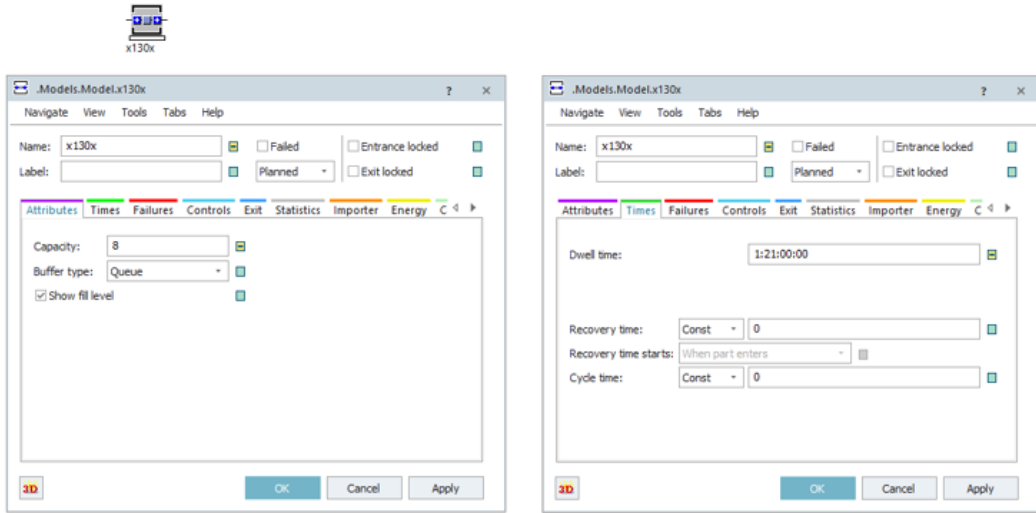 x130x
.Models.Model.x130x ? ×
Navigate View Tools Tabs Help
Name: x130x Failed Entrance locked
Label: Planned Exit locked
Attributes Times Failures Controls Exit Statistics Importer Energy C
Capacity: 8
Buffer type: Queue
Show fill level
3D OK Cancel Apply
.Models.Model.x130x ? ×
Navigate View Tools Tabs Help
Name: x130x Failed Entrance locked
Label: Planned Exit locked
Attributes Times Failures Controls Exit Statistics Importer Energy C
Dwell time: 1:21:00:00
Recovery time: Const 0
Recovery time starts: When part enters
Cycle time: Const 0
3D OK Cancel Apply